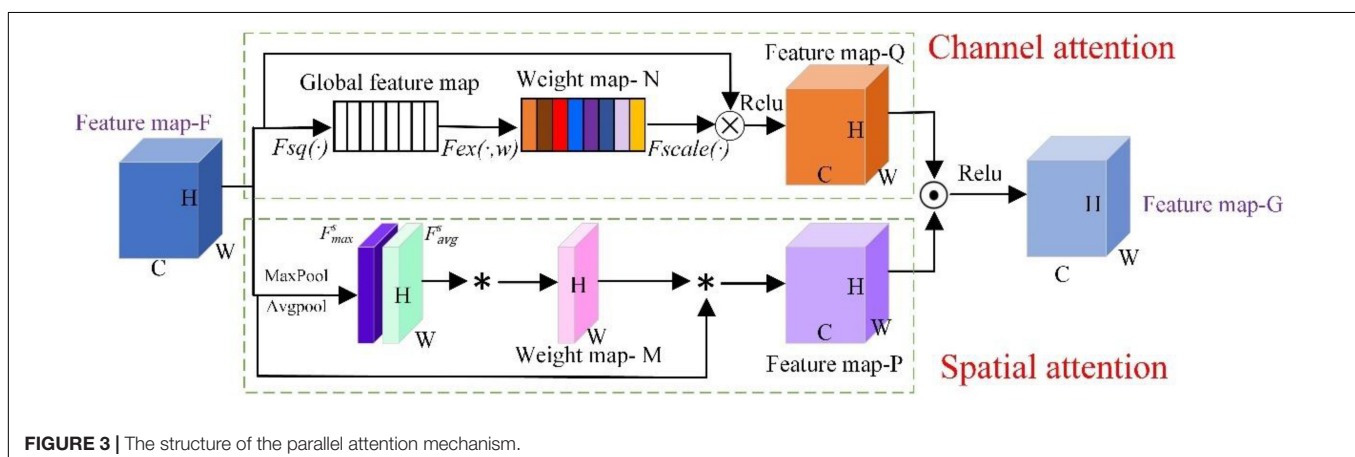 Channel attention
Feature map-Q
Global feature map
Weight map- N
Relu
Feature map-F
Fsq(·)
Fex(·,w)
Fscale(·)
H
C
W
H
W
C
Relu
H
Feature map-G
W
C
F^s_max
F^s_avg
MaxPool
Avgpool
H
W
*
H
W
Weight map- M
*
H
C
W
Feature map-P
Spatial attention
FIGURE 3 | The structure of the parallel attention mechanism.